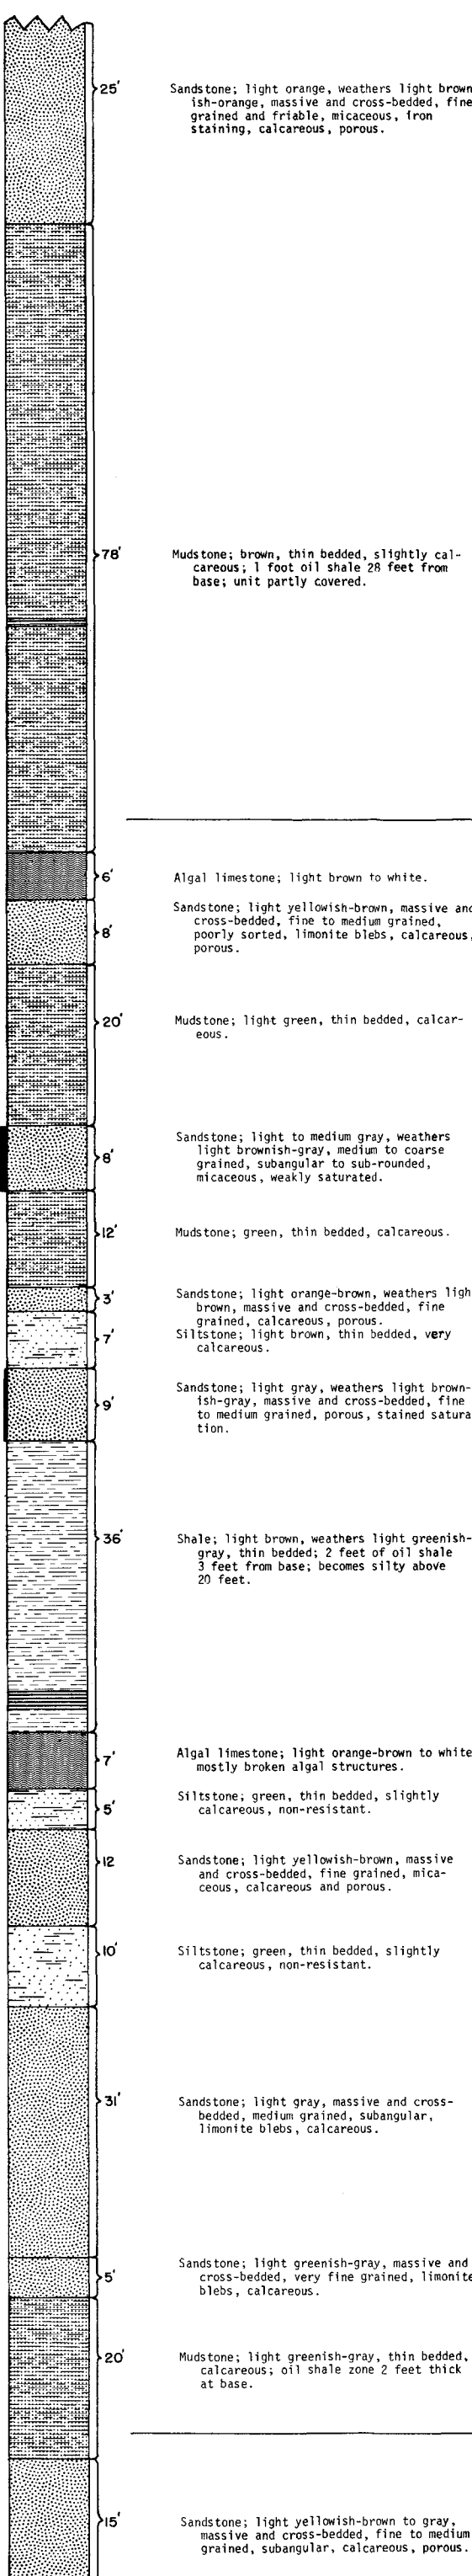 25'
Sandstone; light orange, weathers light brown
ish-orange, massive and cross-bedded, fine
grained and friable, micaceous, iron
staining, calcareous, porous.
78'
Mudstone; brown, thin bedded, slightly cal-
careous; 1 foot oil shale 28 feet from
base; unit partly covered.
6'
Algal limestone; light brown to white.
8'
Sandstone; light yellowish-brown, massive and
cross-bedded, fine to medium grained,
poorly sorted, limonite blebs, calcareous,
porous.
20'
Mudstone; light green, thin bedded, calcar-
eous.
8'
Sandstone; light to medium gray, weathers
light brownish-gray, medium to coarse
grained, subangular to sub-rounded,
micaceous, weakly saturated.
12'
Mudstone; green, thin bedded, calcareous.
3'
Sandstone; light orange-brown, weathers ligh
brown, massive and cross-bedded, fine
grained, calcareous, porous.
7'
Siltstone; light brown, thin bedded, very
calcareous.
9'
Sandstone; light gray, weathers light brown-
ish-gray, massive and cross-bedded, fine
to medium grained, porous, stained satura
tion.
36'
Shale; light brown, weathers light greenish-
gray, thin bedded; 2 feet of oil shale
3 feet from base; becomes silty above
20 feet.
7'
Algal limestone; light orange-brown to white
mostly broken algal structures.
5'
Siltstone; green, thin bedded, slightly
calcareous, non-resistant.
12
Sandstone; light yellowish-brown, massive
and cross-bedded, fine grained, mica-
ceous, calcareous and porous.
10'
Siltstone; green, thin bedded, slightly
calcareous, non-resistant.
31'
Sandstone; light gray, massive and cross-
bedded, medium grained, subangular,
limonite blebs, calcareous.
5'
Sandstone; light greenish-gray, massive and
cross-bedded, very fine grained, limonite
blebs, calcareous.
20'
Mudstone; light greenish-gray, thin bedded,
calcareous; oil shale zone 2 feet thick
at base.
15'
Sandstone; light yellowish-brown to gray,
massive and cross-bedded, fine to medium
grained, subangular, calcareous, porous.